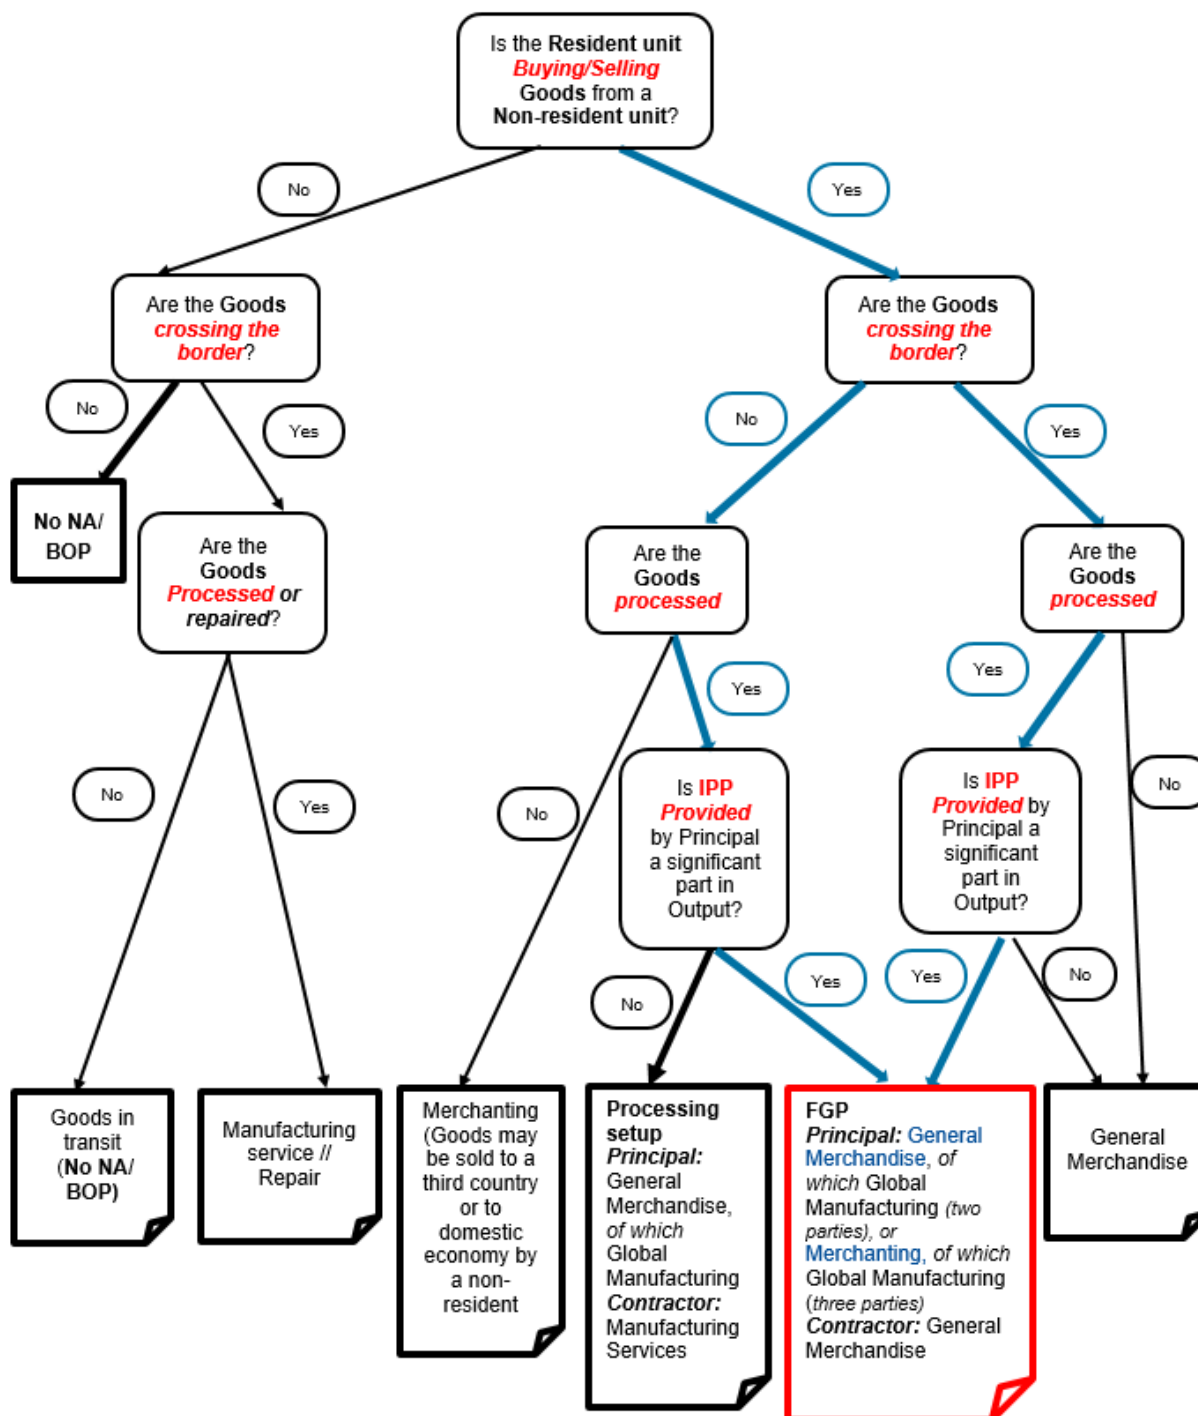 Is the Resident unit
Buying/Selling
Goods from a
Non-resident unit?
No
Yes
Are the Goods
crossing the
border?
Are the Goods
crossing the
border?
No
Yes
No
Yes
No NA/
BOP
Are the
Goods
Processed or
repaired?
Are the
Goods
processed
Are the
Goods
processed
Yes
Yes
No
Yes
No
No
Is IPP
Provided
by Principal
a significant
part in
Output?
Is IPP
Provided by
Principal a
significant
part in
Output?
No
Yes
Yes
No
Goods in
transit
(No NA/
BOP)
Manufacturing
service //
Repair
Merchanting
(Goods may
be sold to a
third country
or to
domestic
economy by
a non-
resident
Processing
setup
Principal:
General
Merchandise,
of which
Global
Manufacturing
Contractor:
Manufacturing
Services
FGP
Principal: General
Merchandise, of
which Global
Manufacturing (two
parties), or
Merchanting, of which
Global Manufacturing
(three parties)
Contractor: General
Merchandise
General
Merchandise